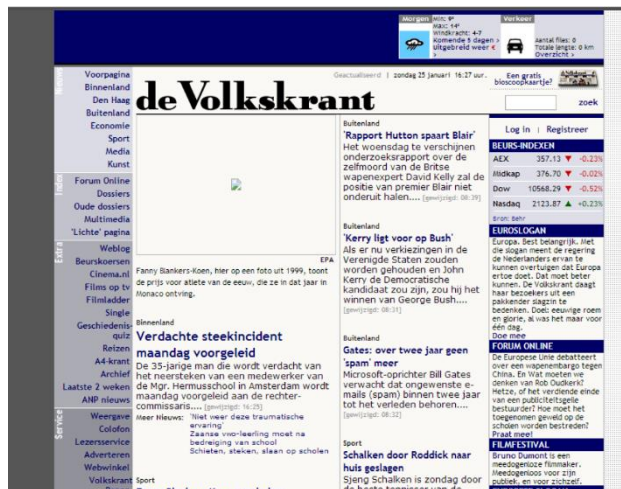 Morgen
Min: 9°
Max: 14°
Windkracht: 4-7
Komende 5 dagen >
Uitgebreid weer €
>
Verkeer
Aantal files: 0
Totale lengte: 0 km
Overzicht >
Nieuws
Voorpagina
Binnenland
Den Haag
Buitenland
Economie
Sport
Media
Kunst
Index
Forum Online
Dossiers
Oude dossiers
Multimedia
'Lichte' pagina
Extra
Weblog
Beurskoersen
Cinema.nl
Films op tv
Filmladder
Single
Geschiedenis-
quiz
Reizen
A4-krant
Archief
Laatste 2 weken
ANP nieuws
Service
Weergave
Colofon
Lezersservice
Adverteren
Webwinkel
Volkskrant
de Volkskrant
Geactualiseerd | zondag 25 januari 16:27 uur.
EPA
Fanny Blankers-Koen, hier op een foto uit 1999, toont
de prijs voor atlete van de eeuw, die ze in dat jaar in
Monaco ontving.
Binnenland
Verdachte steekincident
maandag voorgeleid
De 35-jarige man die wordt verdacht van
het neersteken van een medewerker van
de Mgr. Hermusschool in Amsterdam wordt
maandag voorgeleid aan de rechter-
commissaris.... [gewijzigd: 16:25]
Meer Nieuws:
'Niet weer deze traumatische
ervaring'
Zaanse vwo-leerling moet na
bedreiging van school
Schieten, steken, slaan op scholen
Sport
Buitenland
'Rapport Hutton spaart Blair'
Het woensdag te verschijnen
onderzoeksrapport over de
zelfmoord van de Britse
wapenexpert David Kelly zal de
positie van premier Blair niet
onderuit halen.... [gewijzigd: 08:39]
Buitenland
'Kerry ligt voor op Bush'
Als er nu verkiezingen in de
Verenigde Staten zouden
worden gehouden en John
Kerry de Democratische
kandidaat zou zijn, zou hij het
winnen van George Bush....
[gewijzigd: 08:31]
Buitenland
Gates: over twee jaar geen
'spam' meer
Microsoft-oprichter Bill Gates
verwacht dat ongewenste e-
mails (spam) binnen twee jaar
tot het verleden behoren....
[gewijzigd: 08:32]
Sport
Schalken door Roddick naar
huis geslagen
Sjeng Schalken is zondag door
Een gratis
bioscoopkaartje?
zoek
Log in | Registreer
BEURS-INDEXEN
AEX 357.13 ▼ -0.23%
Midkap 376.70 ▼ -0.02%
Dow 10568.29 ▼ -0.52%
Nasdaq 2123.87 ▲ +0.23%
Bron: Behr
EUROSLOGAN
Europa. Best belangrijk. Met
die slogan meent de regering
de Nederlanders ervan te
kunnen overtuigen dat Europa
ertoe doet. Dat moet beter
kunnen. De Volkskrant daagt
haar bezoekers uit een
pakkender slagzin te
bedenken. Doel: eeuwige roem
en glorie, al was het maar voor
één dag.
Doe mee
FORUM ONLINE
De Europese Unie debatteert
over een wapenembargo tegen
China. En Wat moeten we
denken van Rob Oudkerk?
Hetze, of het verdiende einde
van een publiciteitsgeile
bestuurder? Hoe moet het
toegenomen geweld op de
scholen worden bestreden?
Praat mee!
FILMFESTIVAL
Bruno Dumont is een
meedogenloze filmmaker.
Meedogenloos voor zijn
publiek, en voor zichzelf.